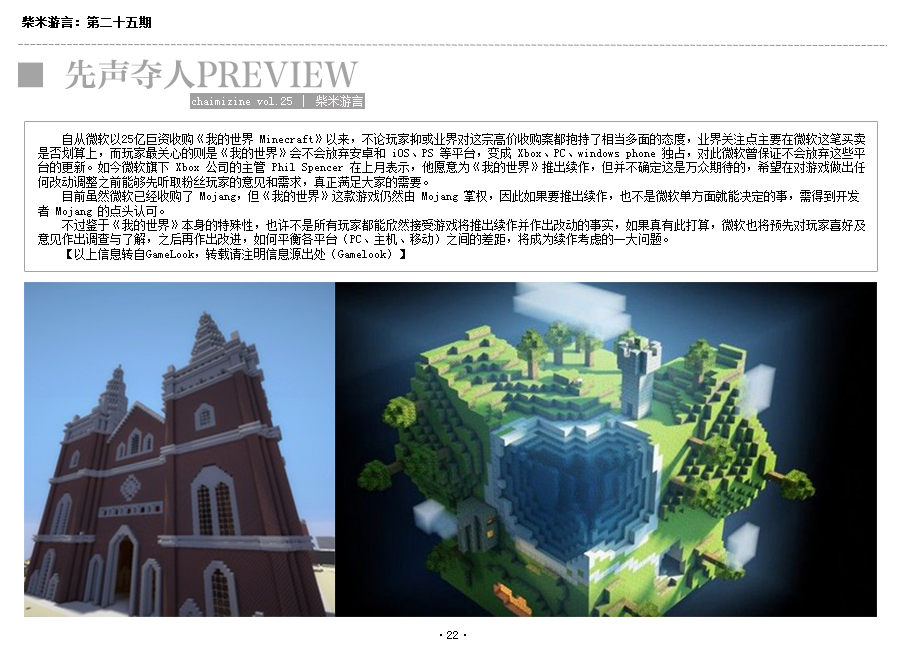 柴米游言：第二十五期
先声夺人PREVIEW
chaimizine vol.25 | 柴米游言
自从微软以25亿巨资收购《我的世界 Minecraft》以来，不论玩家抑或业界对这宗高价收购案都抱持了相当多面的态度，业界关注点主要在微软这笔买卖
是否划算上，而玩家最关心的则是《我的世界》会不会放弃安卓和 iOS、PS 等平台，变成 Xbox、PC、windows phone 独占，对此微软曾保证不会放弃这些平
台的更新。如今微软旗下 Xbox 公司的主管 Phil Spencer 在上月表示，他愿意为《我的世界》推出续作，但并不确定这是万众期待的，希望在对游戏做出任
何改动调整之前能够先听取粉丝玩家的意见和需求，真正满足大家的需要。
目前虽然微软已经收购了 Mojang，但《我的世界》这款游戏仍然由 Mojang 掌权，因此如果要推出续作，也不是微软单方面就能决定的事，需得到开发
者 Mojang 的点头认可。
不过鉴于《我的世界》本身的特殊性，也许不是所有玩家都能欣然接受游戏将推出续作并作出改动的事实，如果真有此打算，微软也将预先对玩家喜好及
意见作出调查与了解，之后再作出改进，如何平衡各平台（PC、主机、移动）之间的差距，将成为续作考虑的一大问题。
【以上信息转自GameLook，转载请注明信息源出处（Gamelook）】
·22·